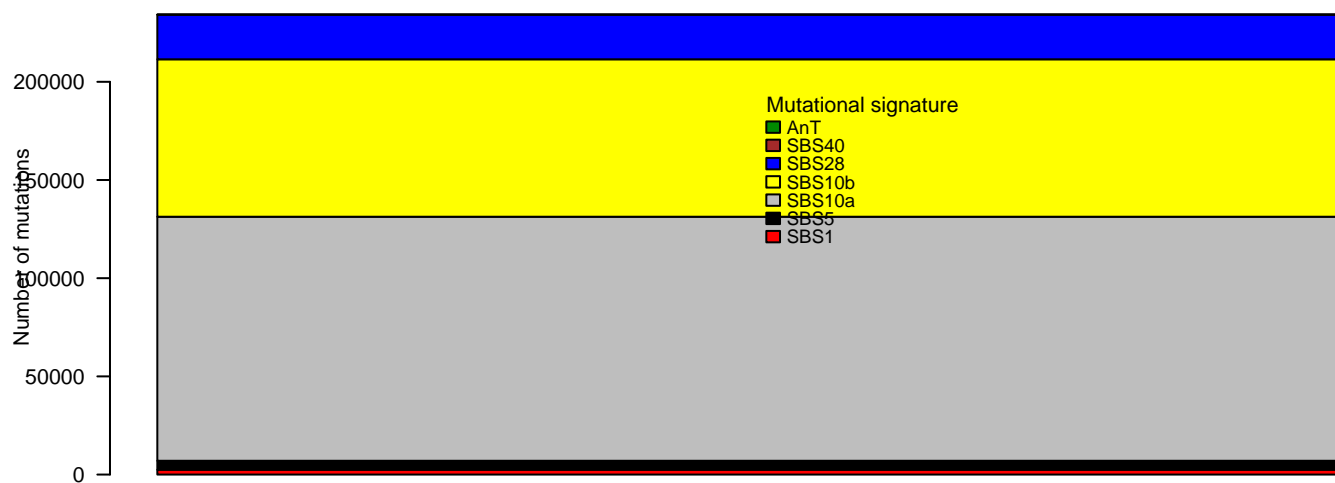 Number of mutations
200000
150000
100000
50000
0
Mutational signature
AnT
SBS40
SBS28
SBS10b
SBS10a
SBS5
SBS1